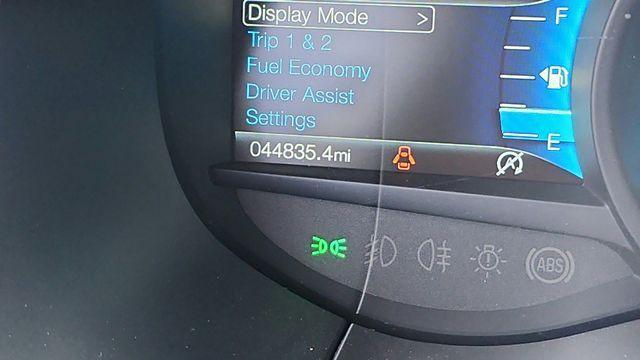 Display Mode >
F
Trip 1 & 2
Fuel Economy
Driver Assist
Settings
E
044835.4mi
A
ABS